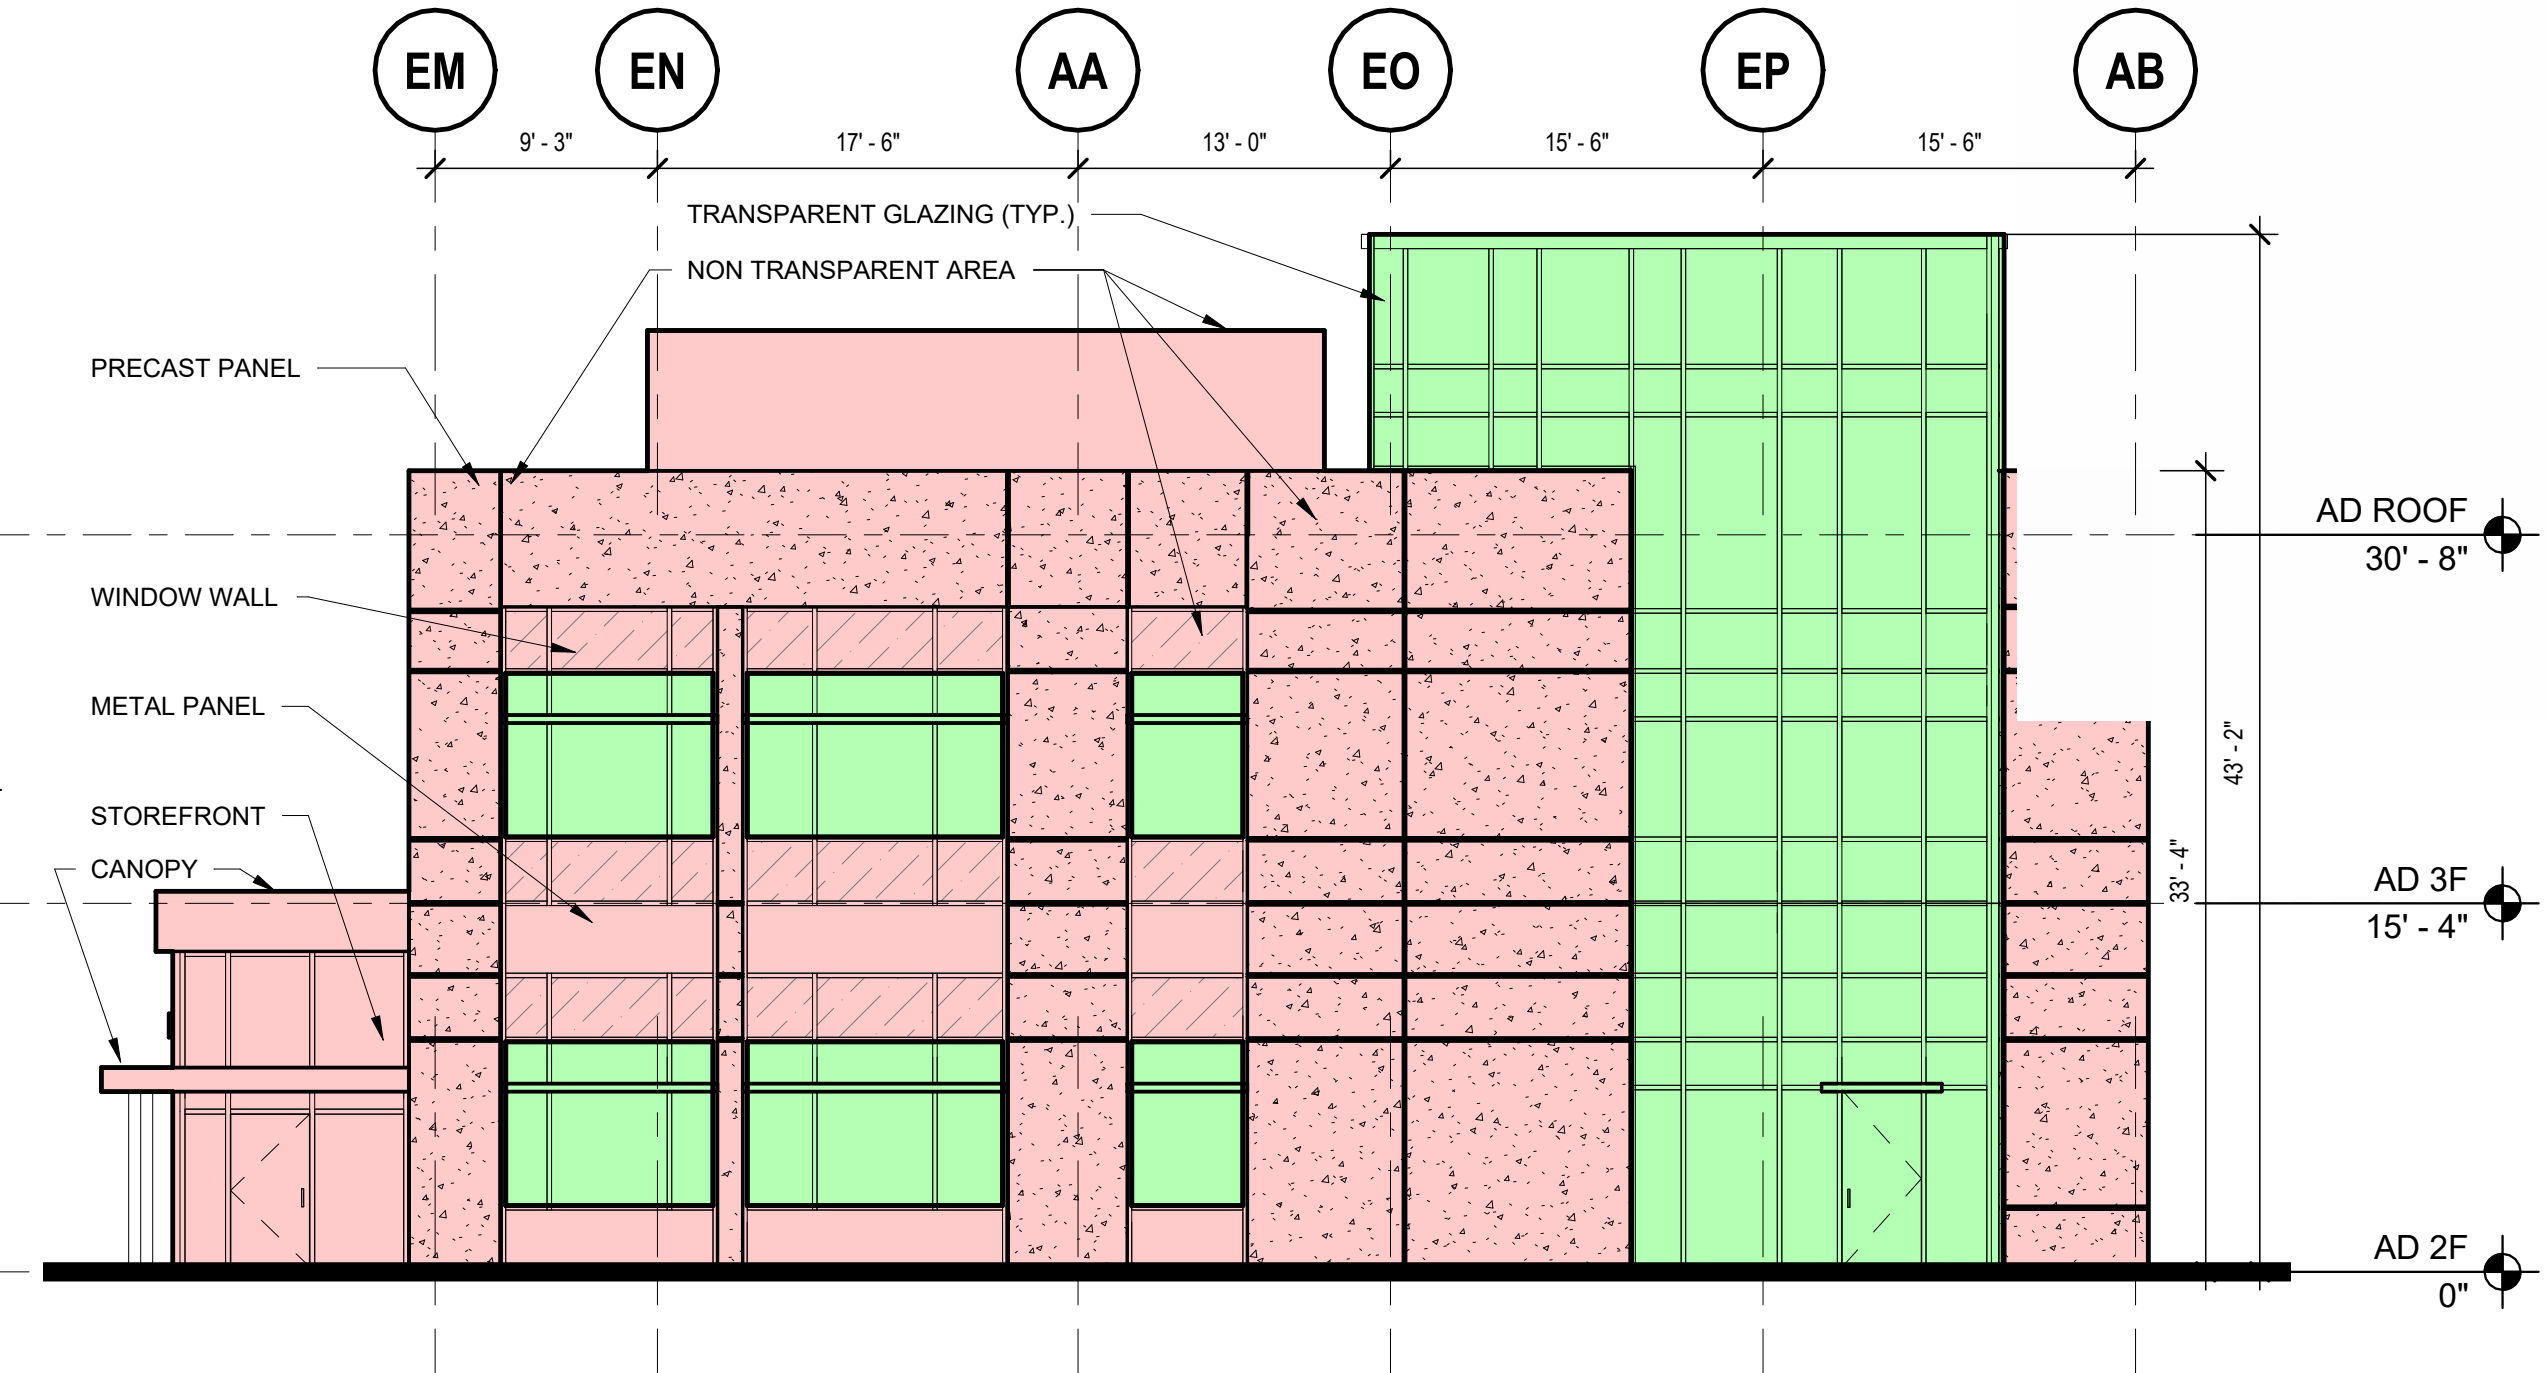 EM EN AA EO EP AB
9' - 3" 17' - 6" 13' - 0" 15' - 6" 15' - 6"
TRANSPARENT GLAZING (TYP.)
NON TRANSPARENT AREA
PRECAST PANEL
AD ROOF
30' - 8"
WINDOW WALL
METAL PANEL
43' - 2"
STOREFRONT
CANOPY
33' - 4"
AD 3F
15' - 4"
AD 2F
0"